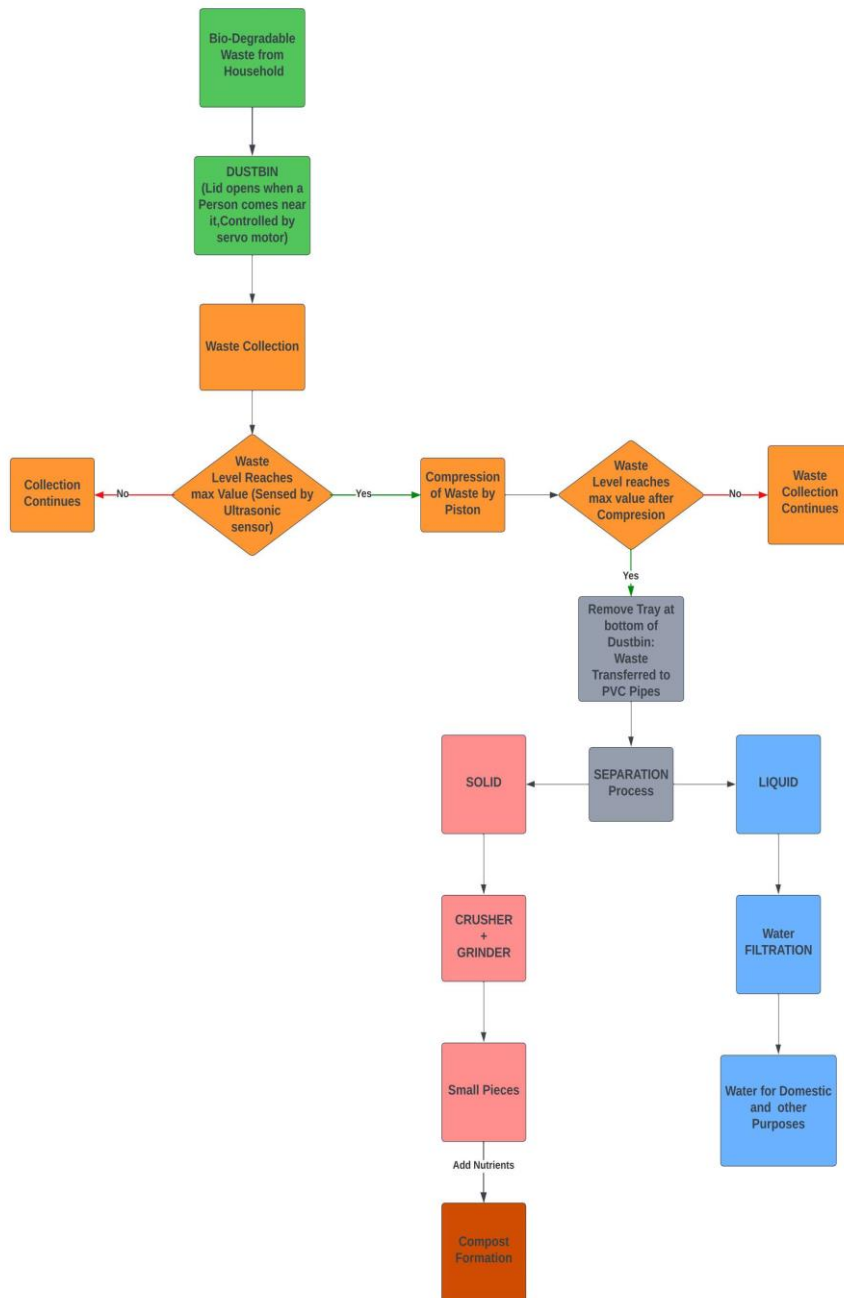 Bio-Degradable
Waste from
Household
DUSTBIN
(Lid opens when a
Person comes near
it,Controlled by
servo motor)
Waste Collection
Collection
Continues
No
Waste
Level Reaches
max Value (Sensed by
Ultrasonic
sensor)
Yes
Compression
of Waste by
Piston
Waste
Level reaches
max value after
Compresion
No
Waste
Collection
Continues
Yes
Remove Tray at
bottom of
Dustbin:
Waste
Transferred to
PVC Pipes
SOLID
SEPARATION
Process
LIQUID
CRUSHER
+
GRINDER
Water
FILTRATION
Small Pieces
Water for Domestic
and other
Purposes
Add Nutrients
Compost
Formation